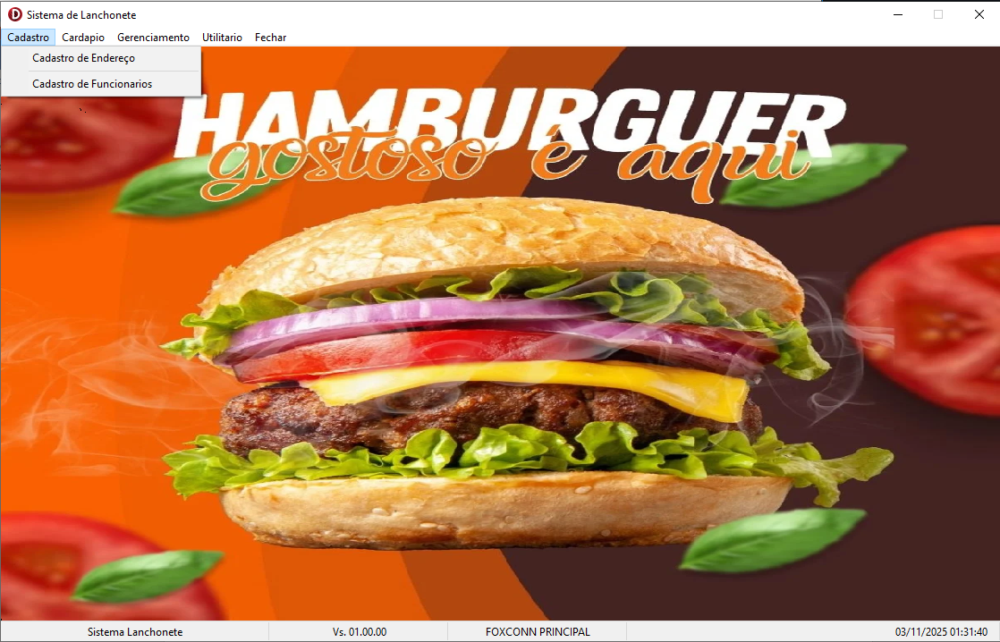 Sistema de Lanchonete
Cadastro Cardapio Gerenciamento Utilitario Fechar
Cadastro de Endereço
Cadastro de Funcionarios
HAMBURGUER
gostoso é aqui
Sistema Lanchonete Vs. 01.00.00 FOXCONN PRINCIPAL 03/11/2025 01:31:40